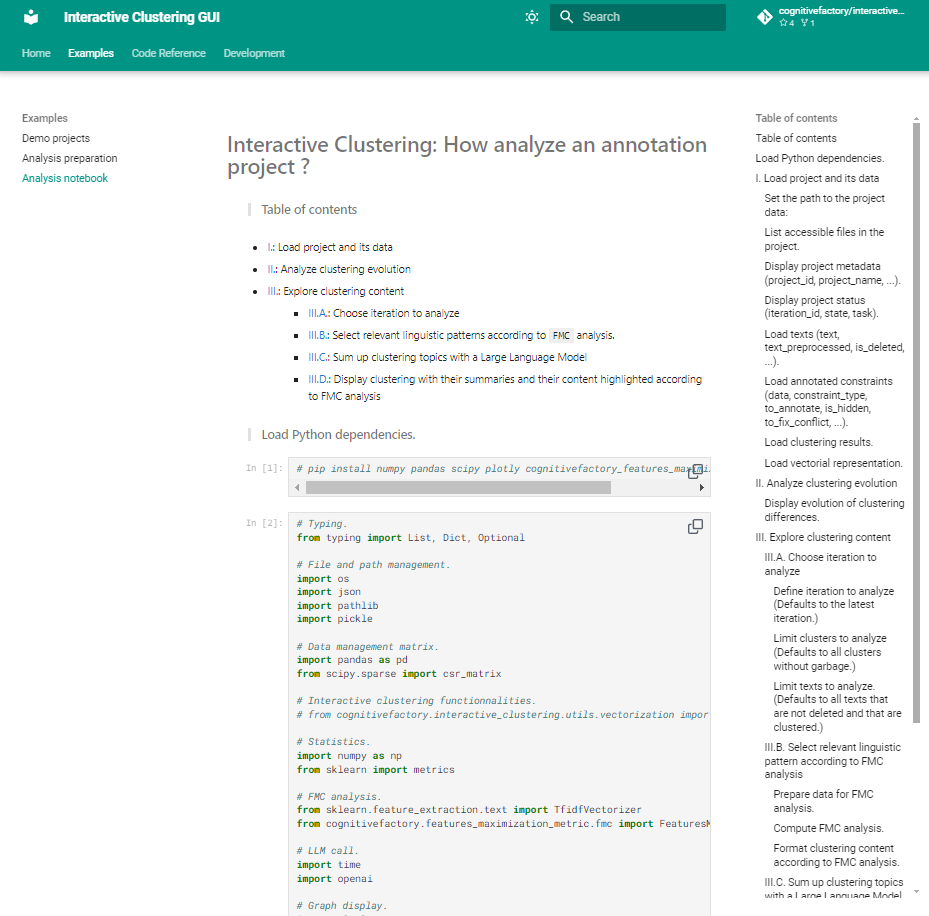 Interactive Clustering GUI
Search
cognitivefactory/interactive...
4 1
Home Examples Code Reference Development
Examples
Demo projects
Analysis preparation
Analysis notebook
Interactive Clustering: How analyze an annotation
project ?
Table of contents
I.: Load project and its data
II.: Analyze clustering evolution
III.: Explore clustering content
III.A.: Choose iteration to analyze
III.B.: Select relevant linguistic patterns according to FMC analysis.
III.C.: Sum up clustering topics with a Large Language Model
III.D.: Display clustering with their summaries and their content highlighted according
to FMC analysis
Load Python dependencies.
In [1]:
# pip install numpy pandas scipy plotly cognitivefactory_features_maximi
In [2]:
# Typing.
from typing import List, Dict, Optional
# File and path management.
import os
import json
import pathlib
import pickle
# Data management matrix.
import pandas as pd
from scipy.sparse import csr_matrix
# Interactive clustering functionnalities.
# from cognitivefactory.interactive_clustering.utils.vectorization impor
# Statistics.
import numpy as np
from sklearn import metrics
# FMC analysis.
from sklearn.feature_extraction.text import TfidfVectorizer
from cognitivefactory.features_maximization_metric.fmc import FeaturesM
# LLM call.
import time
import openai
# Graph display.
Table of contents
Table of contents
Load Python dependencies.
I. Load project and its data
Set the path to the project
data:
List accessible files in the
project.
Display project metadata
(project_id, project_name, ...).
Display project status
(iteration_id, state, task).
Load texts (text,
text_preprocessed, is_deleted,
...).
Load annotated constraints
(data, constraint_type,
to_annotate, is_hidden,
to_fix_conflict, ...).
Load clustering results.
Load vectorial representation.
II. Analyze clustering evolution
Display evolution of clustering
differences.
III. Explore clustering content
III.A. Choose iteration to
analyze
Define iteration to analyze
(Defaults to the latest
iteration.)
Limit clusters to analyze
(Defaults to all clusters
without garbage.)
Limit texts to analyze.
(Defaults to all texts that
are not deleted and that are
clustered.)
III.B. Select relevant linguistic
pattern according to FMC
analysis
Prepare data for FMC
analysis.
Compute FMC analysis.
Format clustering content
according to FMC analysis.
III.C. Sum up clustering topics
with a Large Language Model